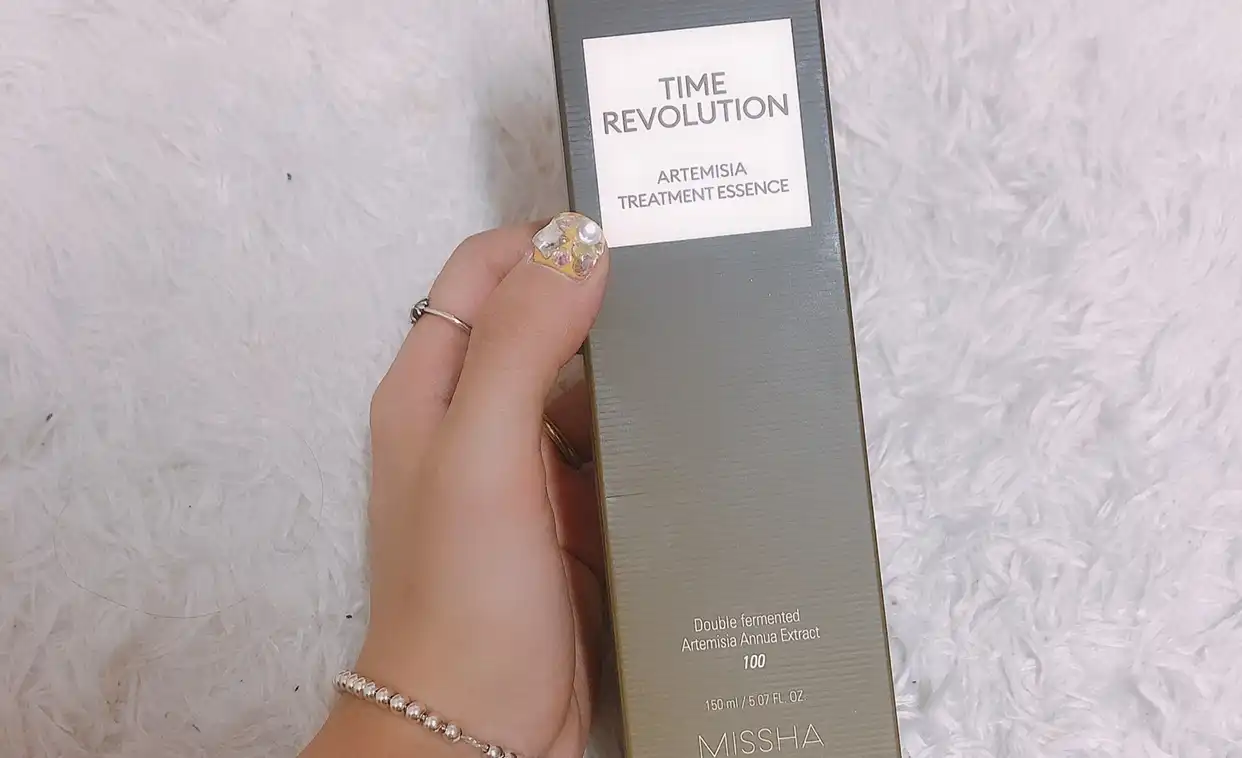 TIME
REVOLUTION
ARTEMISIA
TREATMENT ESSENCE
Double fermented
Artemisia Annua Extract
100
150 ml / 5.07 FL. OZ
MISSHA